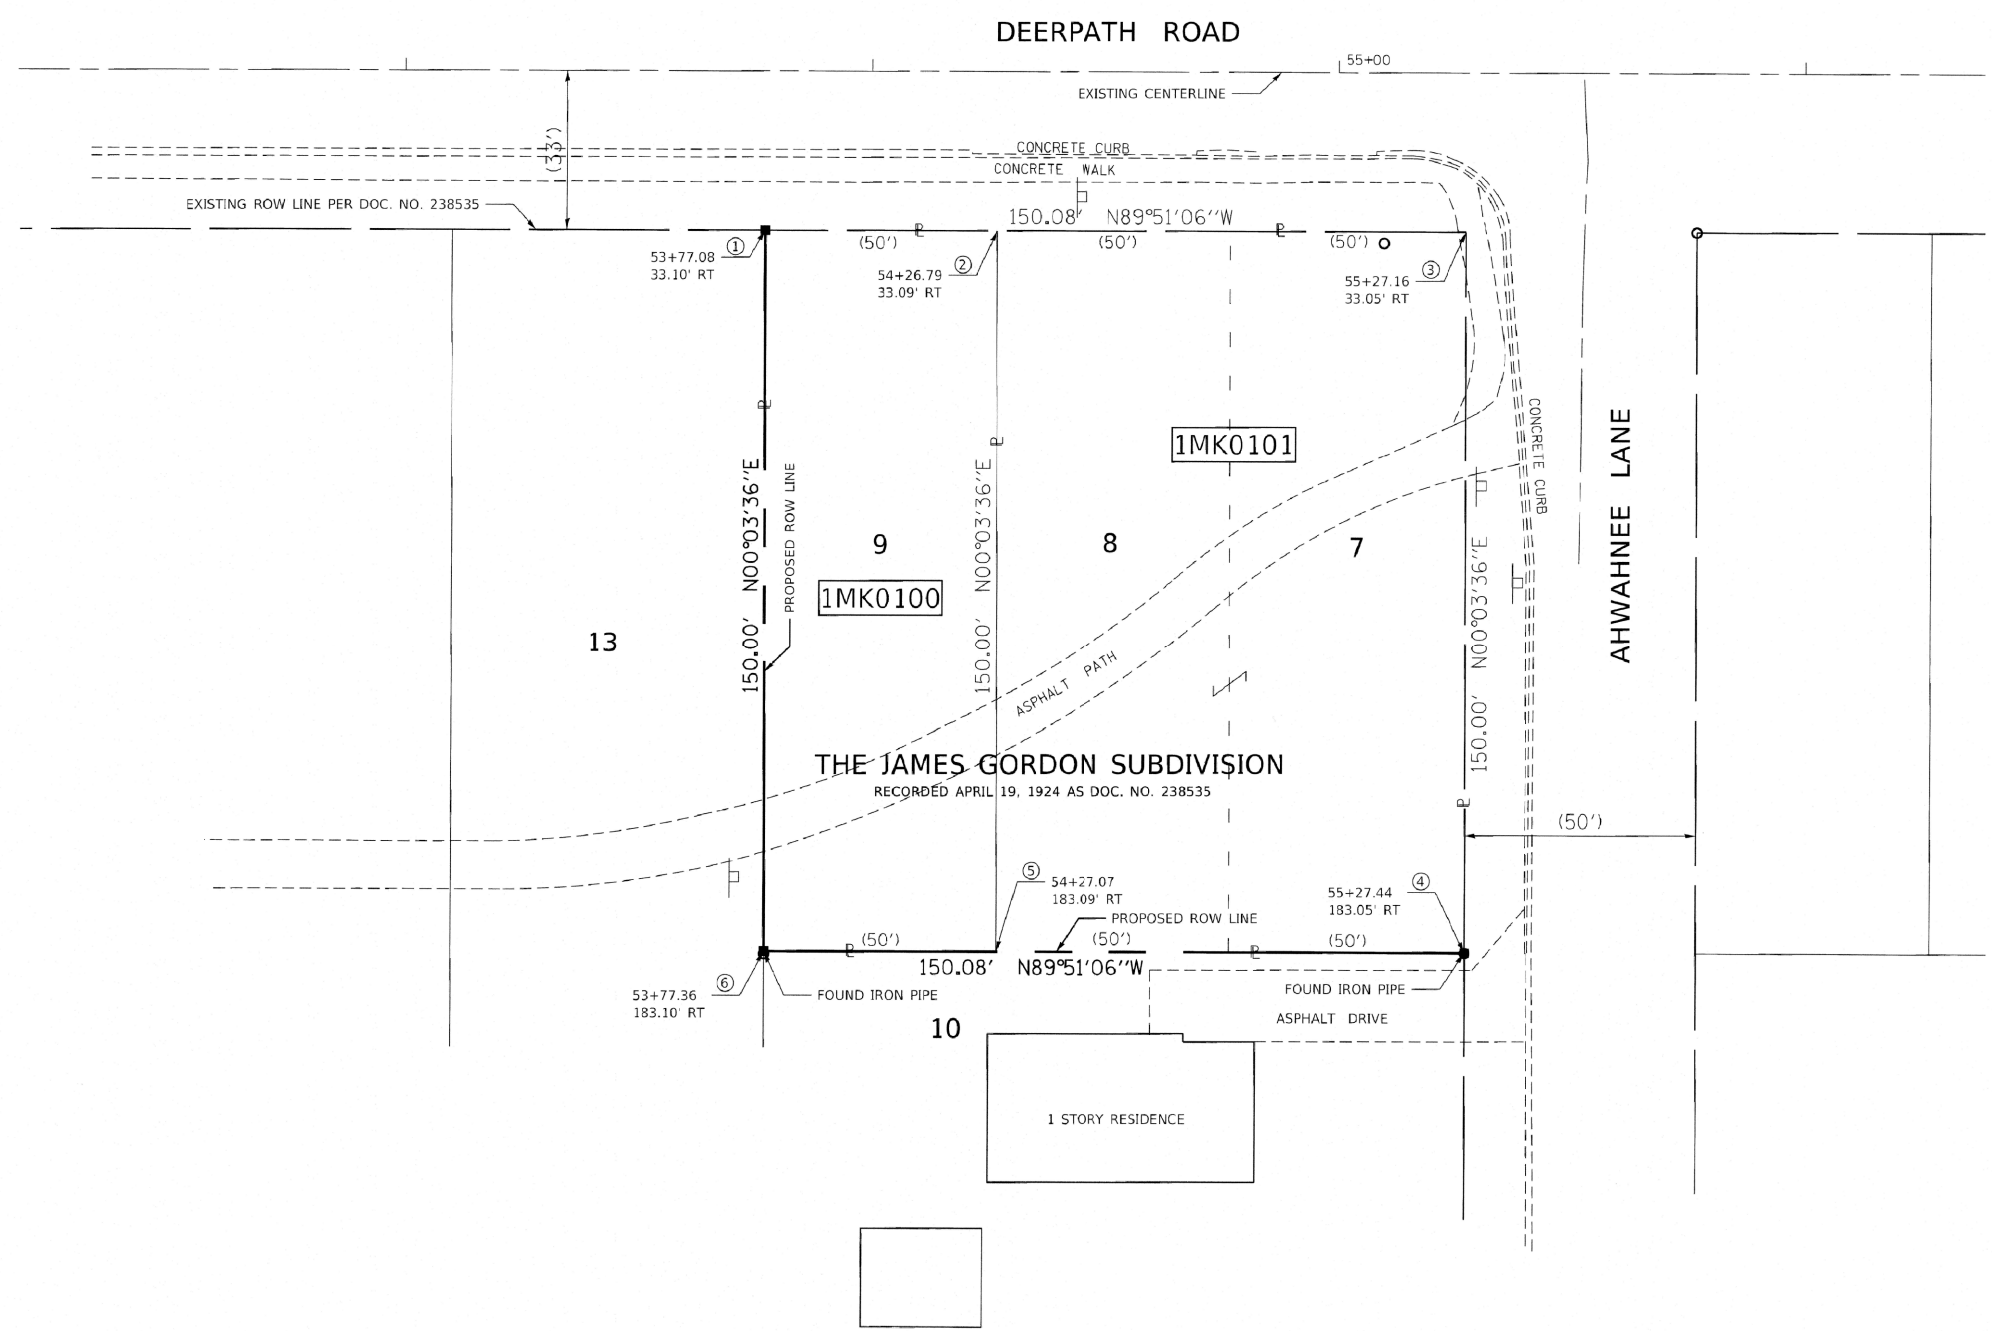 DEERPATH ROAD
55+00
EXISTING CENTERLINE
(33')
CONCRETE CURB
CONCRETE WALK
EXISTING ROW LINE PER DOC. NO. 238535
150.08' N89°51'06"W
(50')
(50')
(50')
1
53+77.08
33.10' RT
2
54+26.79
33.09' RT
3
55+27.16
33.05' RT
CONCRETE CURB
AHWAHNEE LANE
1MK0101
150.00' N00°03'36"E
PROPOSED ROW LINE
150.00' N00°03'36"E
150.00' N00°03'36"E
9
8
7
1MK0100
13
ASPHALT PATH
THE JAMES GORDON SUBDIVISION
RECORDED APRIL 19, 1924 AS DOC. NO. 238535
(50')
5
54+27.07
183.09' RT
4
55+27.44
183.05' RT
PROPOSED ROW LINE
(50')
(50')
(50')
150.08' N89°51'06"W
6
53+77.36
183.10' RT
FOUND IRON PIPE
FOUND IRON PIPE
10
ASPHALT DRIVE
1 STORY RESIDENCE